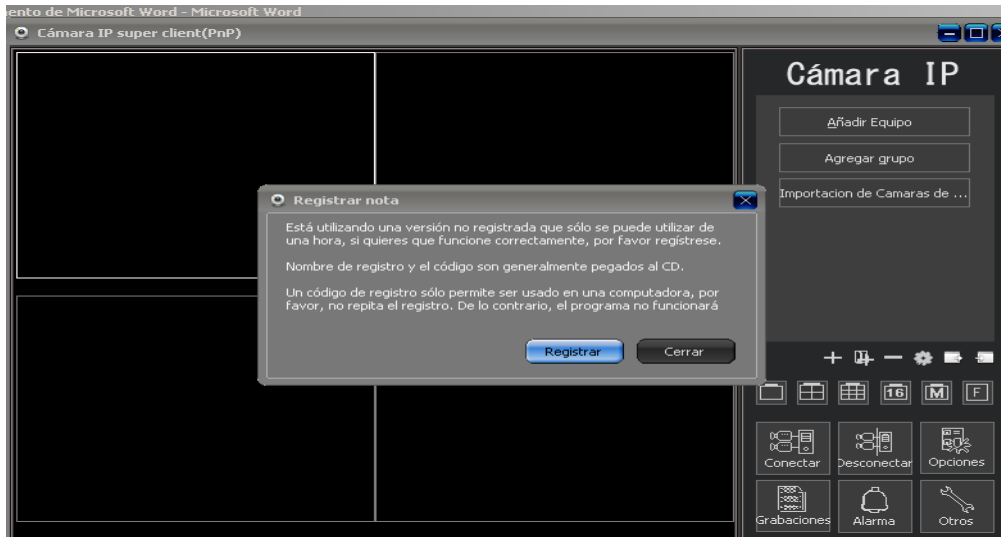 ento de Microsoft Word - Microsoft Word
Cámara IP super client(PnP)
Cámara IP
Añadir Equipo
Agregar grupo
Importacion de Camaras de ...
Registrar nota
Está utilizando una versión no registrada que sólo se puede utilizar de
una hora, si quieres que funcione correctamente, por favor regístrese.
Nombre de registro y el código son generalmente pegados al CD.
Un código de registro sólo permite ser usado en una computadora, por
favor, no repita el registro. De lo contrario, el programa no funcionará
Registrar
Cerrar
16
M
F
Conectar
Desconectar
Opciones
Grabaciones
Alarma
Otros